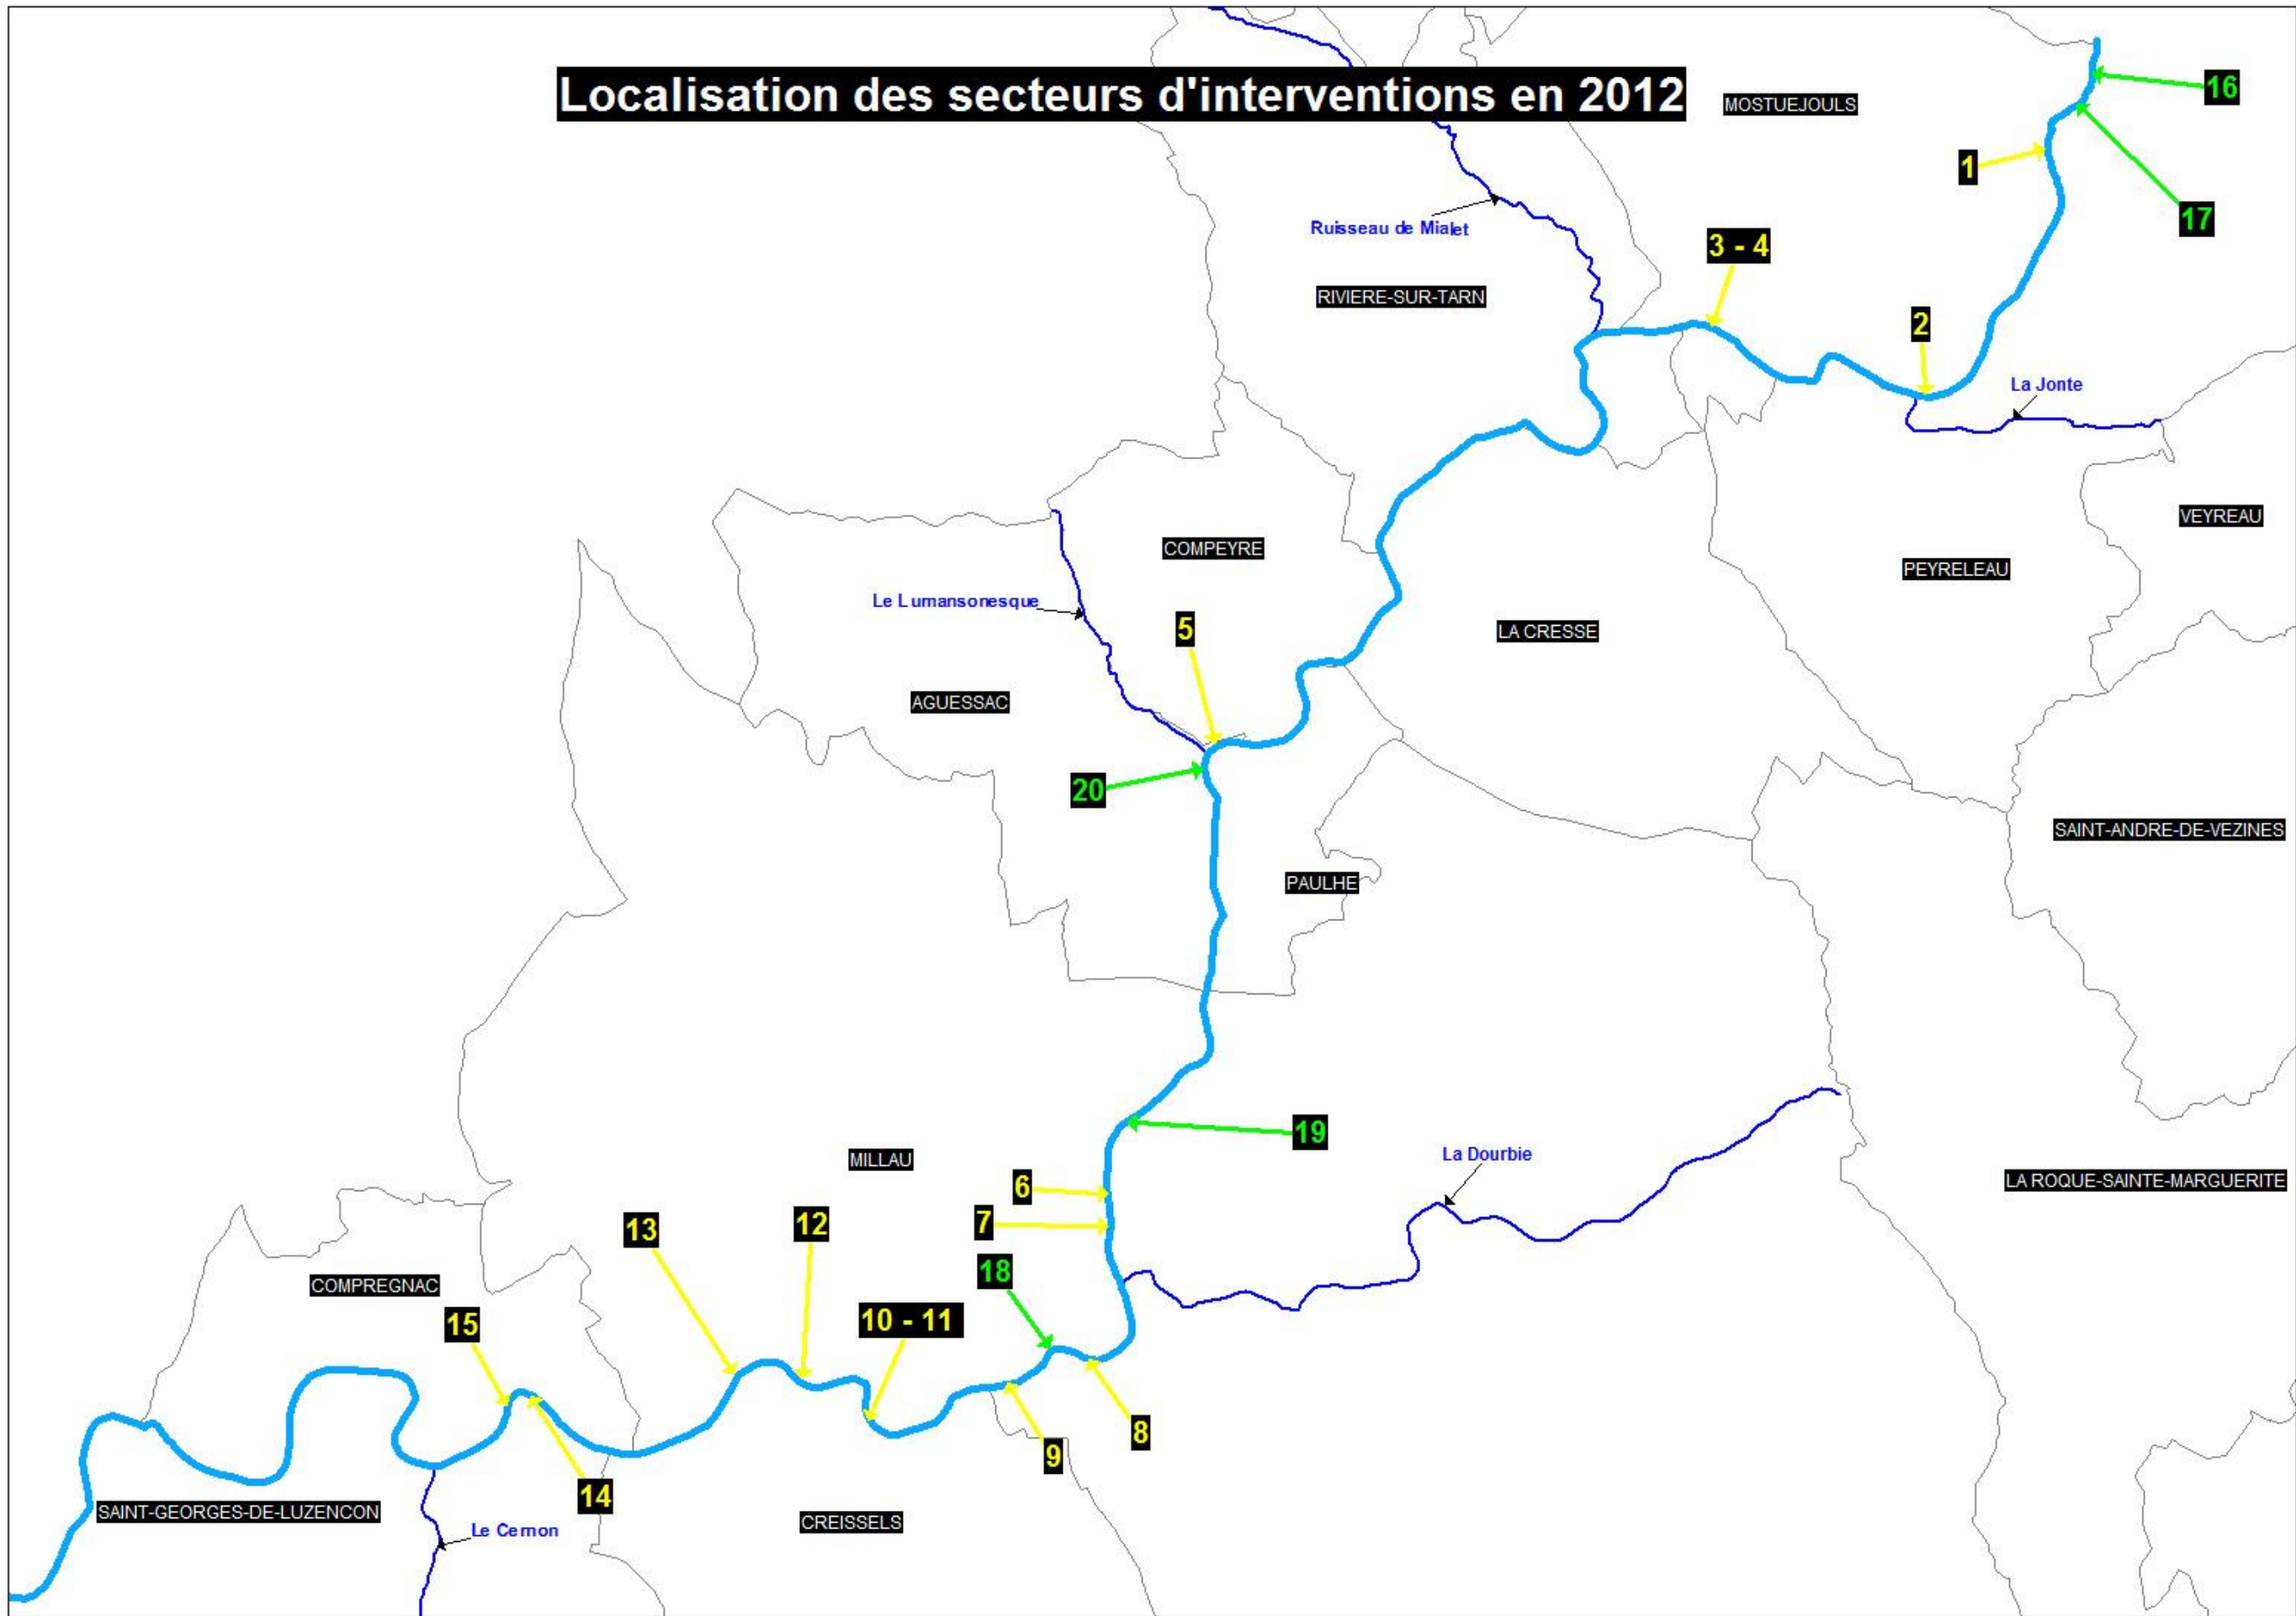 Localisation des secteurs d'interventions en 2012
MOSTUEJOULS
16
1
17
Ruisseau de Mialet
3 - 4
RIVIERE-SUR-TARN
2
La Jonte
VEYREAU
COMPEYRE
PEYRELEAU
Le Lumansonesque
5
LA CRESSE
AGUESSAC
20
SAINT-ANDRE-DE-VEZINES
PAULHE
19
MILLAU
La Dourbie
6
LA ROQUE-SAINTE-MARGUERITE
7
13
12
18
COMPREGNAC
15
10 - 11
8
9
14
SAINT-GEORGES-DE-LUZENCON
CREISSELS
Le Cernon